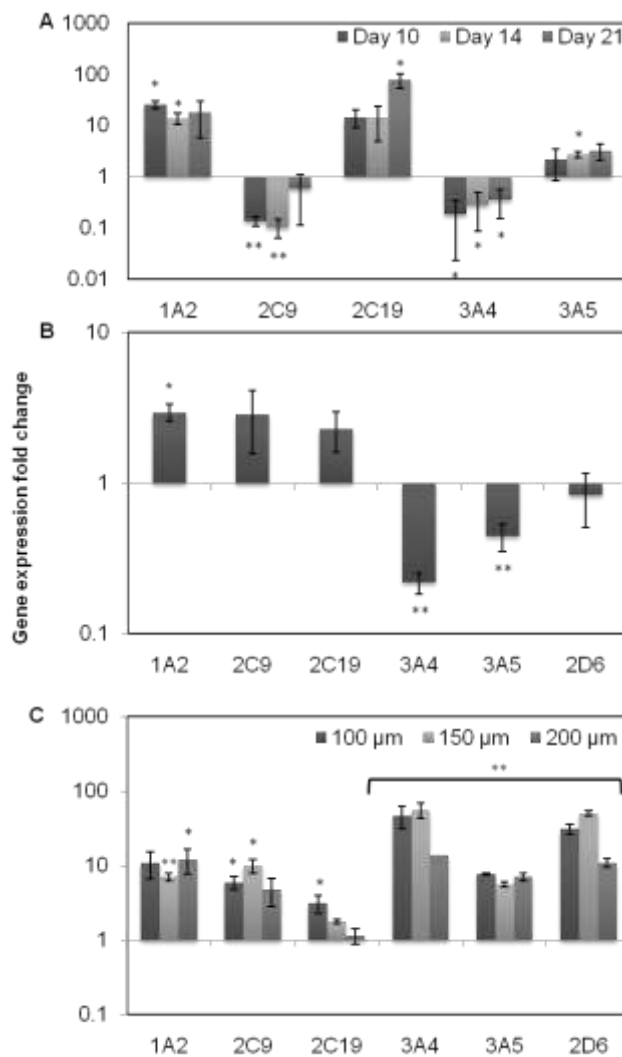 A
1000
100
10
1
0.1
0.01
Day 10 Day 14 Day 21
* * * *
** ** * * *
1A2 2C9 2C19 3A4 3A5
B
Gene expression fold change
10
1
0.1
*
** **
1A2 2C9 2C19 3A4 3A5 2D6
C
1000
100
10
1
0.1
100 µm 150 µm 200 µm
**
** * * * *
1A2 2C9 2C19 3A4 3A5 2D6